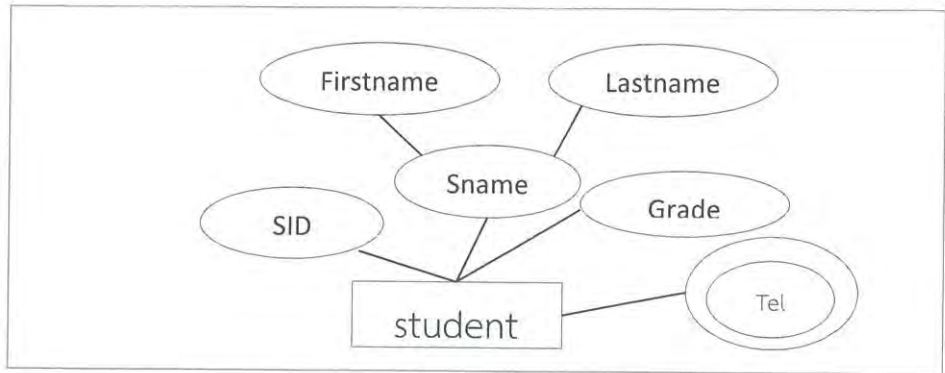 Firstname
Lastname
Sname
SID
Grade
Tel
student